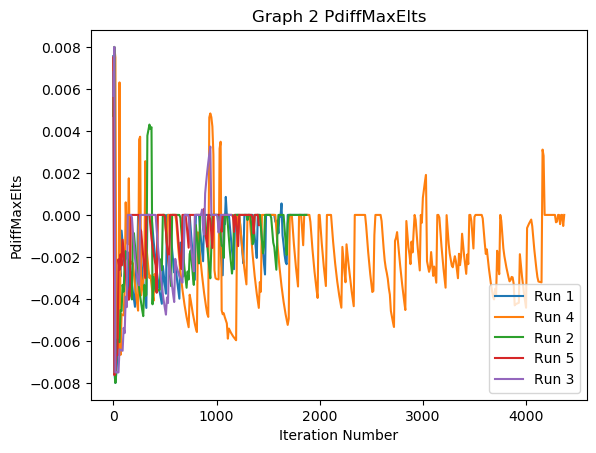 Graph 2 PdiffMaxElts
PdiffMaxElts
0.008
0.006
0.004
0.002
0.000
−0.002
−0.004
−0.006
−0.008
0
1000
2000
3000
4000
Iteration Number
Run 1
Run 4
Run 2
Run 5
Run 3